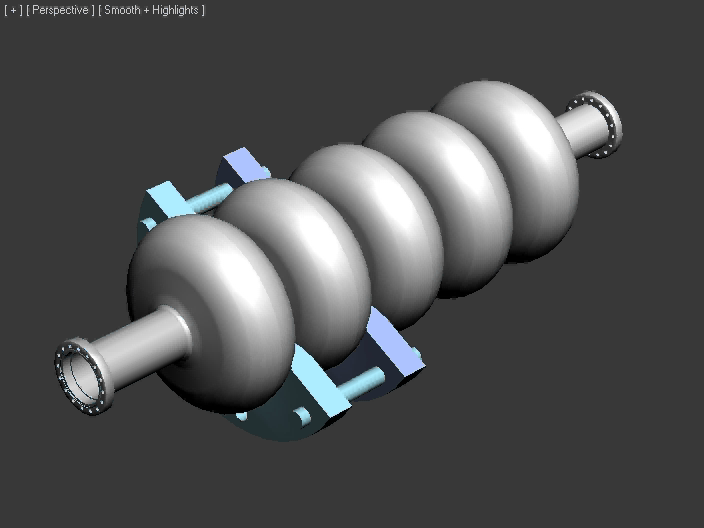 [ + ] [ Perspective ] [ Smooth + Highlights ]